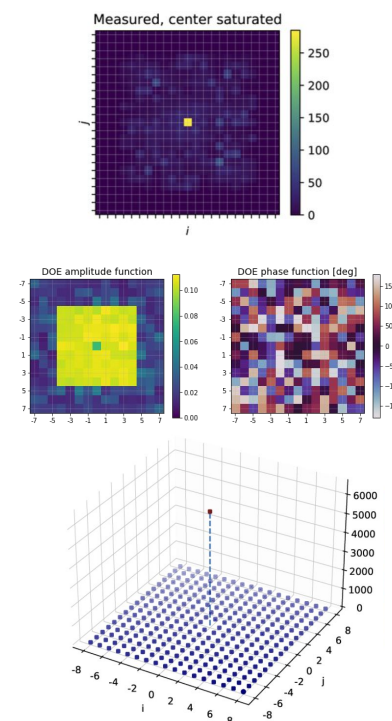 Measured, center saturated
250
200
150
100
50
0
j
i
DOE amplitude function
DOE phase function [deg]
-7 -5 -3 -1 1 3 5 7
-7 -5 -3 -1 1 3 5 7
0.10
0.08
0.06
0.04
0.02
0.00
-7 -5 -3 -1 1 3 5 7
-7 -5 -3 -1 1 3 5 7
6000
5000
4000
3000
2000
1000
0
-8 -6 -4 -2 0 2 4 6 8
i
-8 -6 -4 -2 0 2 4 6 8
j